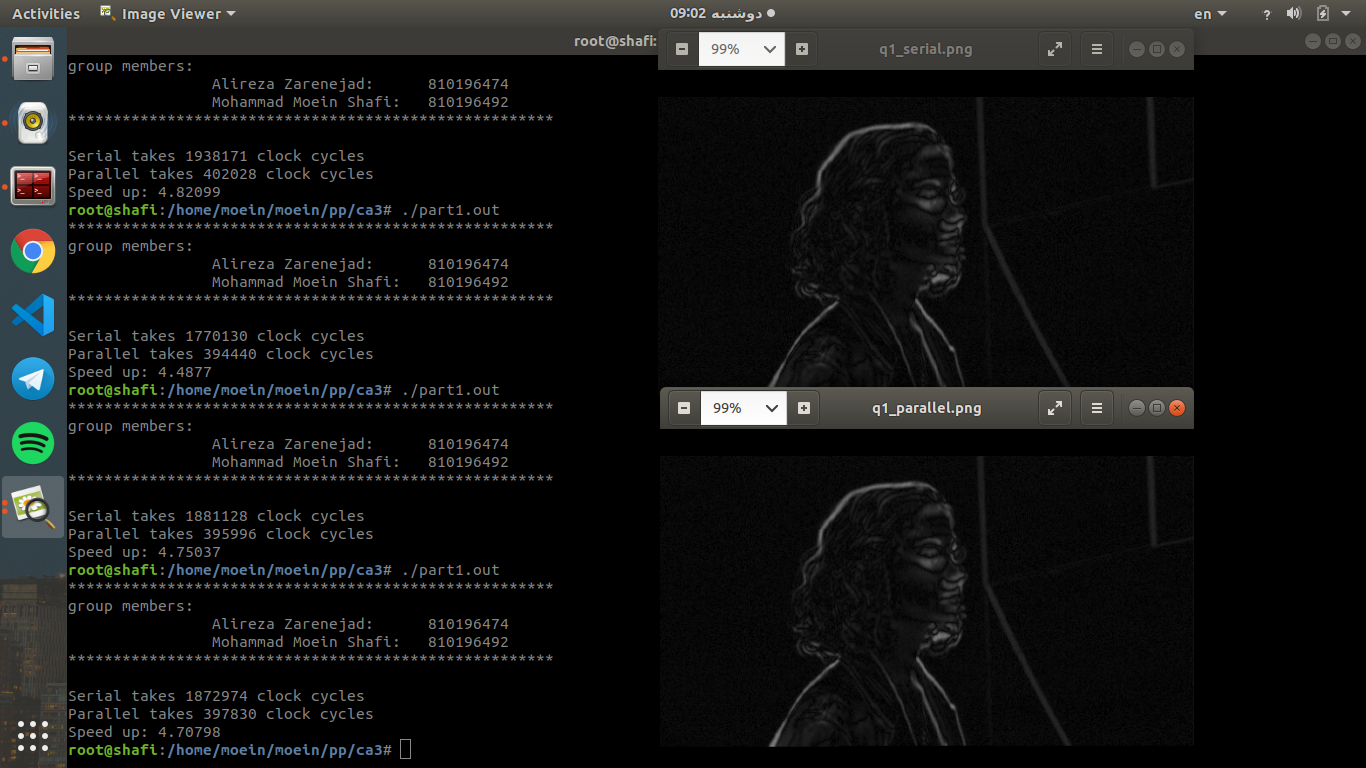 Activities Image Viewer 09:02 دوشنبه en ?
root@shafi:
group members:
Alireza Zarenejad: 810196474
Mohammad Moein Shafi: 810196492
******************************************************
Serial takes 1938171 clock cycles
Parallel takes 402028 clock cycles
Speed up: 4.82099
root@shafi:/home/moein/moein/pp/ca3# ./part1.out
******************************************************
group members:
Alireza Zarenejad: 810196474
Mohammad Moein Shafi: 810196492
******************************************************
Serial takes 1770130 clock cycles
Parallel takes 394440 clock cycles
Speed up: 4.4877
root@shafi:/home/moein/moein/pp/ca3# ./part1.out
******************************************************
group members:
Alireza Zarenejad: 810196474
Mohammad Moein Shafi: 810196492
******************************************************
Serial takes 1881128 clock cycles
Parallel takes 395996 clock cycles
Speed up: 4.75037
root@shafi:/home/moein/moein/pp/ca3# ./part1.out
******************************************************
group members:
Alireza Zarenejad: 810196474
Mohammad Moein Shafi: 810196492
******************************************************
Serial takes 1872974 clock cycles
Parallel takes 397830 clock cycles
Speed up: 4.70798
root@shafi:/home/moein/moein/pp/ca3#
99% q1_serial.png
99% q1_parallel.png